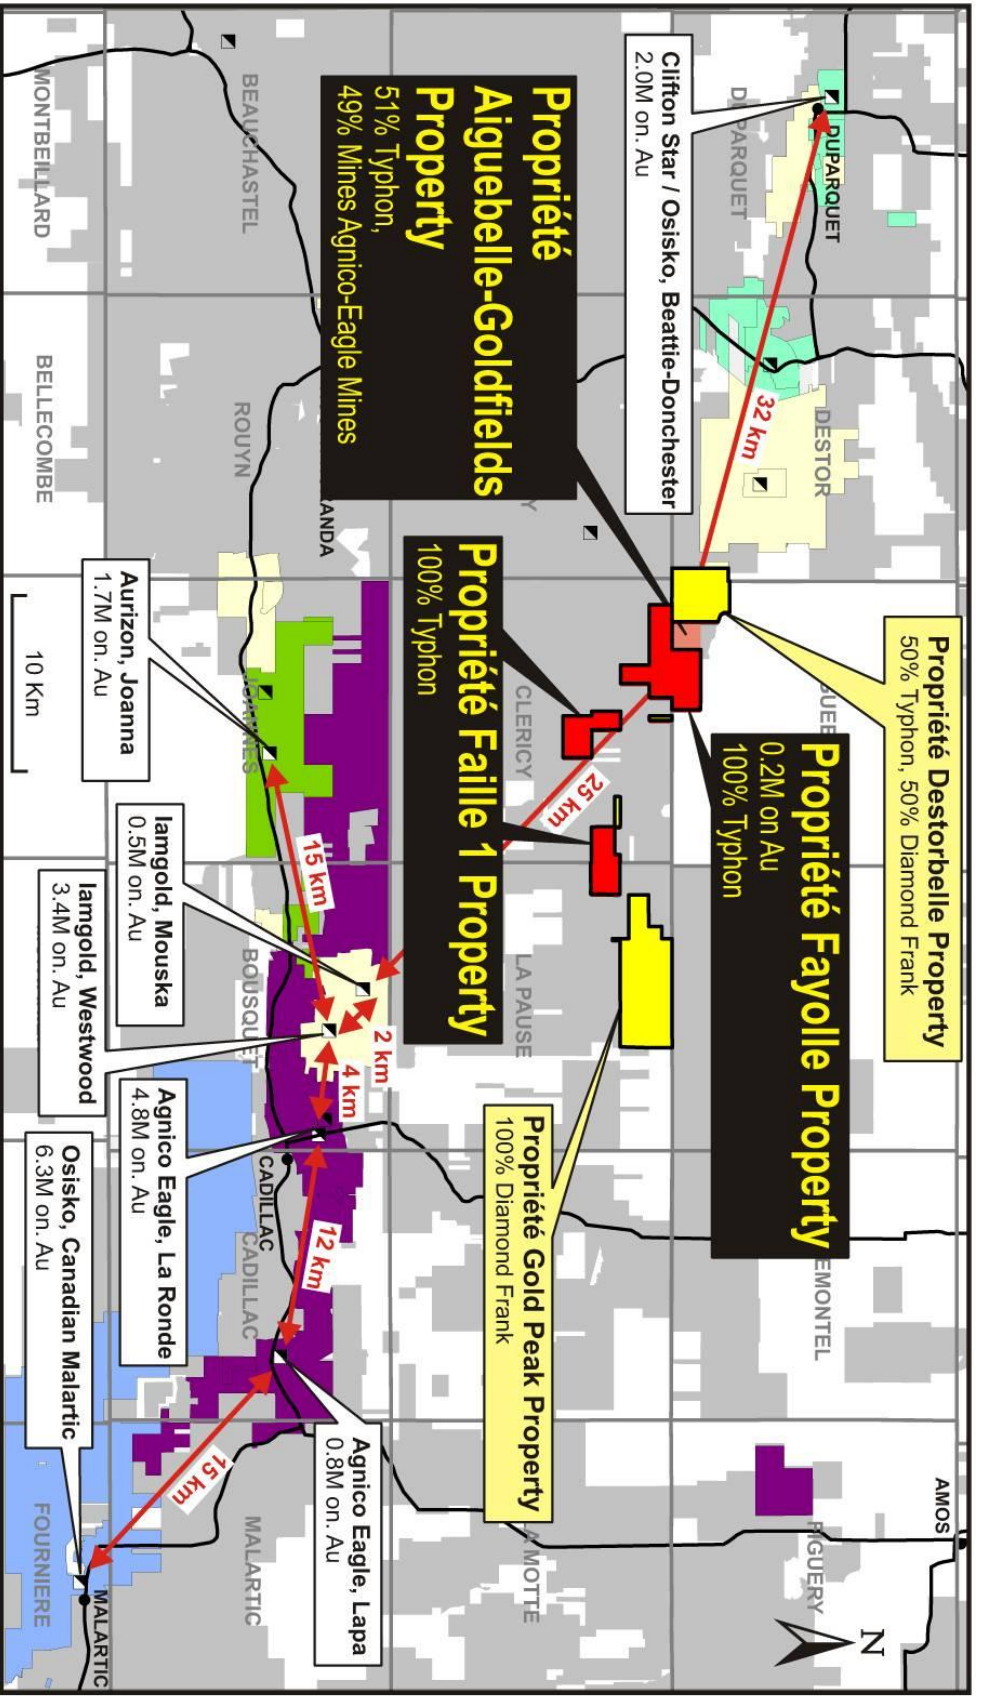 AMOS
N
Propriété Destorbelle Property
50% Typhon, 50% Diamond Frank
DUPARQUET
DUPARQUET
DESTOR
32 km
Clifton Star / Osisko, Beattie-Donchester
2.0M on. Au
Propriété Fayolle Property
0.2M on Au
100% Typhon
Propriété
Aiguebelle-Goldfields
Property
51% Typhon,
49% Mines Agnico-Eagle Mines
Propriété Gold Peak Property
100% Diamond Frank
CLERICY
LA PAUSE
25 km
Propriété Faille 1 Property
100% Typhon
BEAUCHASTEL
ROUYN
JOANNES
BOUSQUET
CADILLAC
CADILLAC
MALARTIC
15 km
2 km
4 km
12 km
15 km
Agnico Eagle, Lapa
0.8M on. Au
Aurizon, Joanna
1.7M on. Au
Iamgold, Mouska
0.5M on. Au
Agnico Eagle, La Ronde
4.8M on. Au
Iamgold, Westwood
3.4M on. Au
Osisko, Canadian Malartic
6.3M on. Au
MALARTIC
MONTBEILLARD
BELLECOMBE
10 Km
FOURNIERE